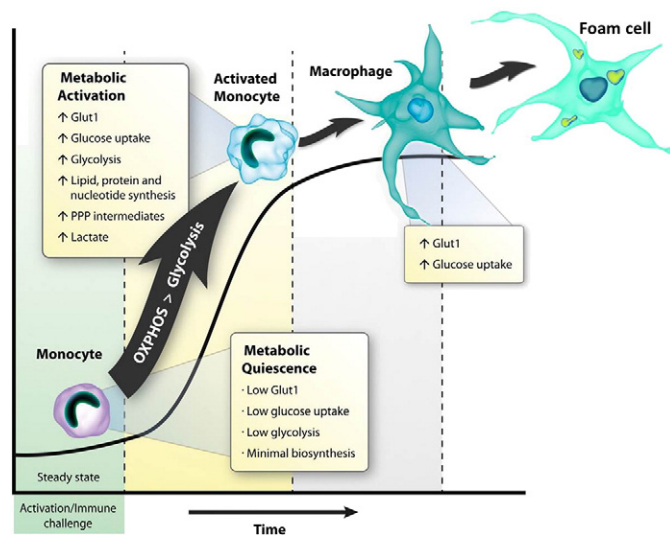 Foam cell
Macrophage
Activated
Monocyte
Metabolic
Activation
↑ Glut1
↑ Glucose uptake
↑ Glycolysis
↑ Lipid, protein and
nucleotide synthesis
↑ PPP intermediates
↑ Lactate
↑ Glut1
↑ Glucose uptake
OXPHOS > Glycolysis
Monocyte
Metabolic
Quiescence
· Low Glut1
· Low glucose uptake
· Low glycolysis
· Minimal biosynthesis
Steady state
Activation/Immune
challenge
Time